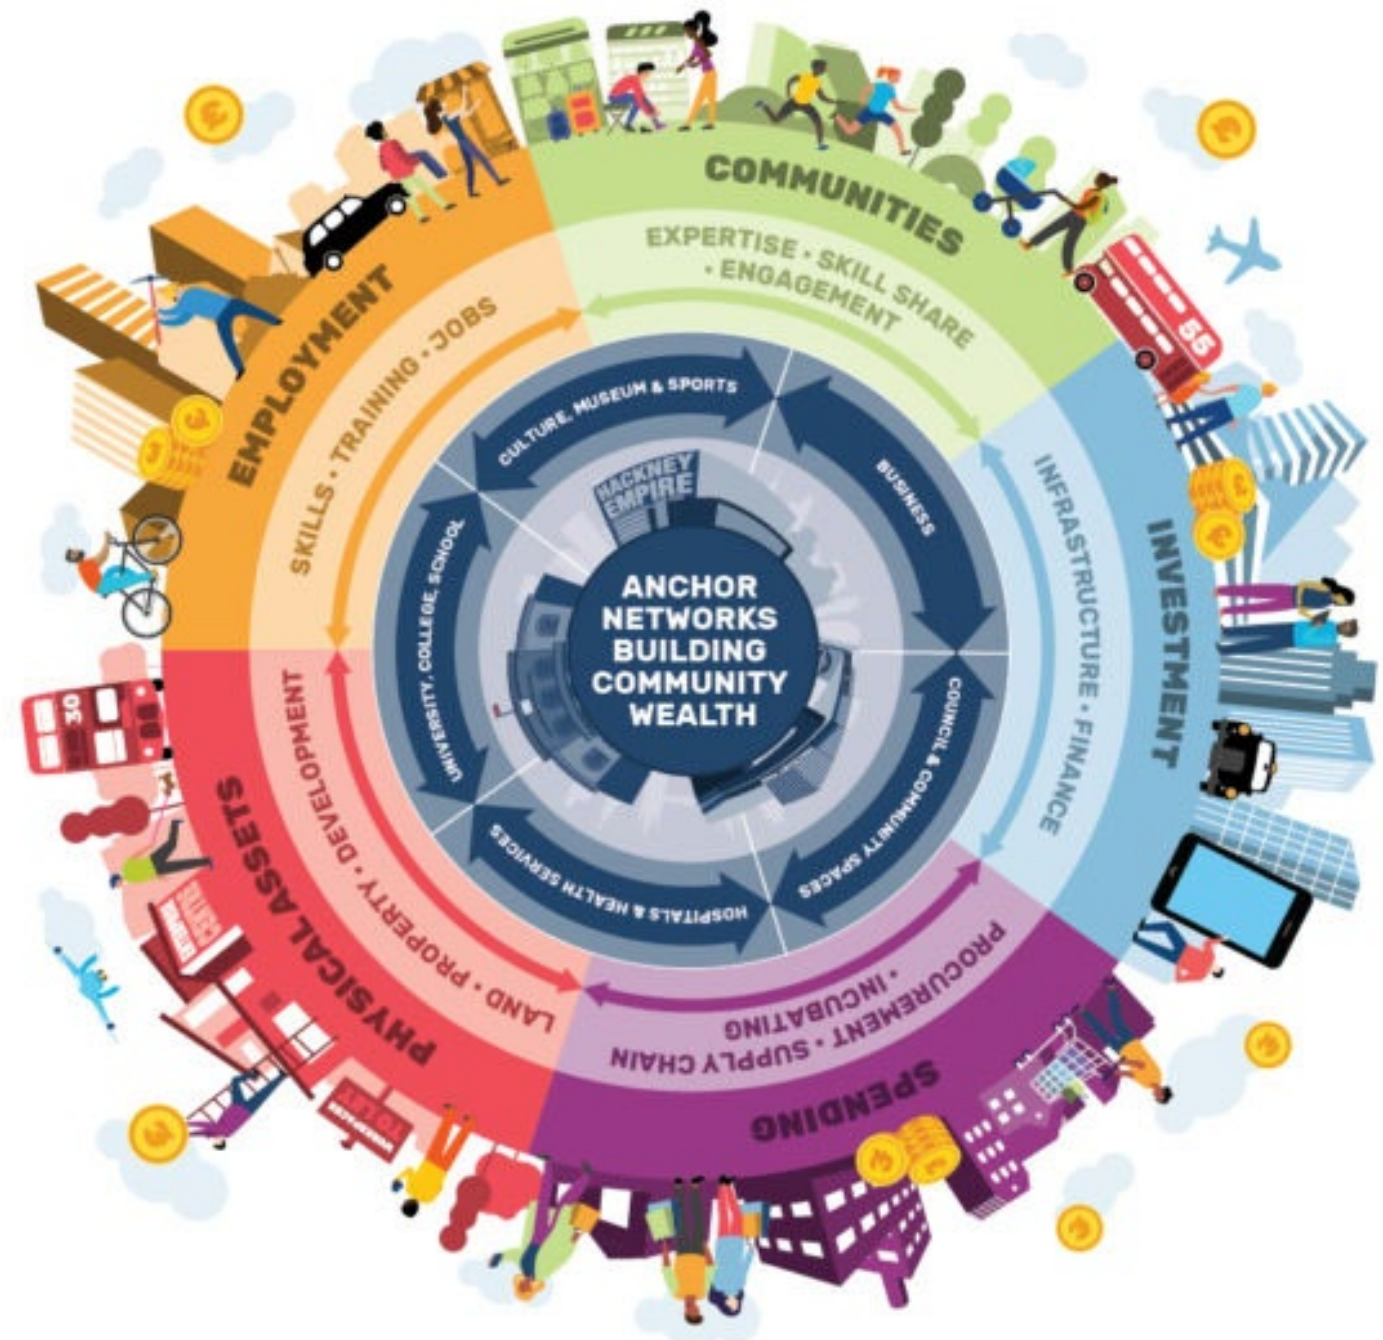 COMMUNITIES
EXPERTISE • SKILL SHARE
• ENGAGEMENT
INVESTMENT
INFRASTRUCTURE • FINANCE
SPENDING
PROCUREMENT • SUPPLY CHAIN
• INCUBATING
PHYSICAL ASSETS
LAND • PROPERTY • DEVELOPMENT
EMPLOYMENT
SKILLS • TRAINING • JOBS
CULTURE, MUSEUM & SPORTS
BUSINESS
COUNCIL & COMMUNITY SPACES
HOSPITALS & HEALTH SERVICES
UNIVERSITY, COLLEGE, SCHOOL
HACKNEY
EMPIRE
ANCHOR
NETWORKS
BUILDING
COMMUNITY
WEALTH
55
30
TO LET